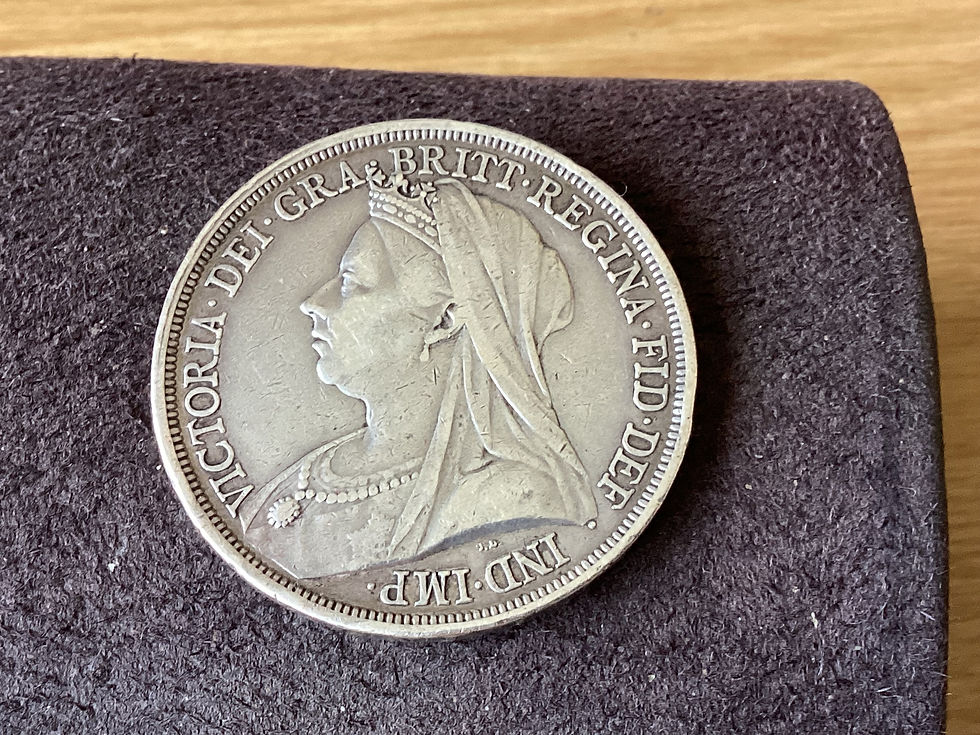 VICTORIA · DEI · GRA · BRITT · REGINA · FID · DEF · IND · IMP ·
T.B.